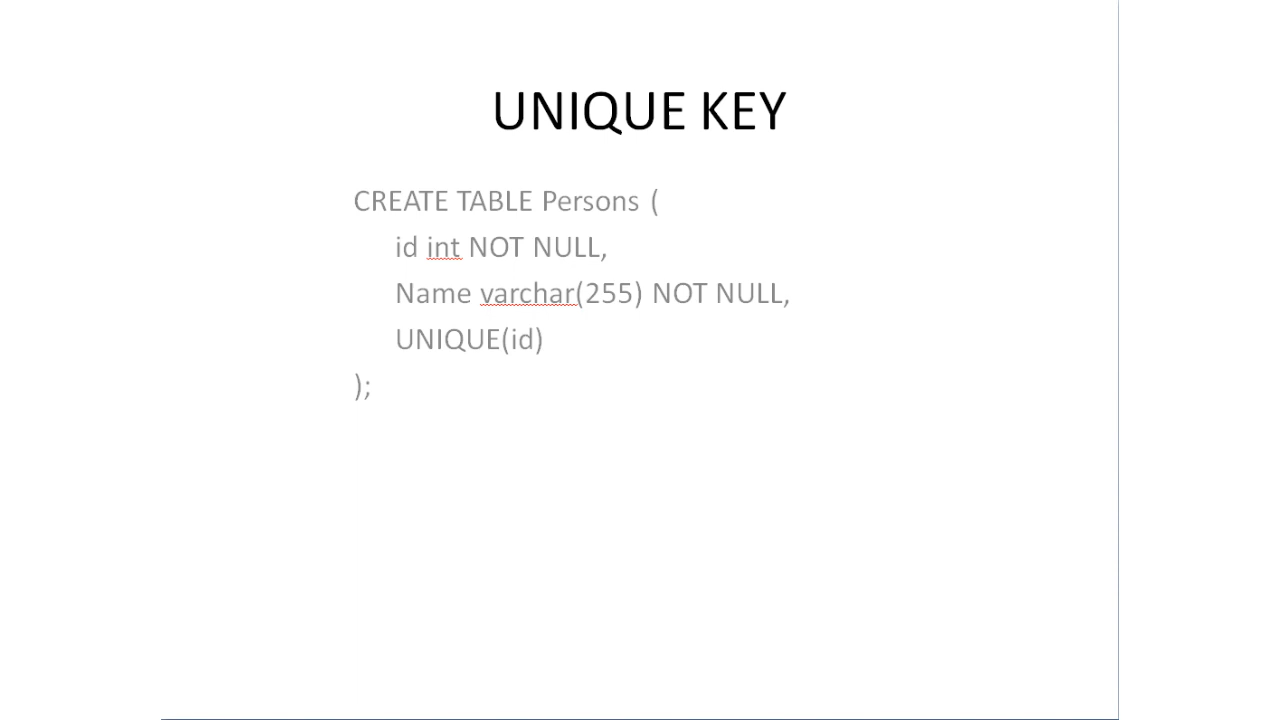 UNIQUE KEY
CREATE TABLE Persons (
id int NOT NULL,
Name varchar(255) NOT NULL,
UNIQUE(id)
);